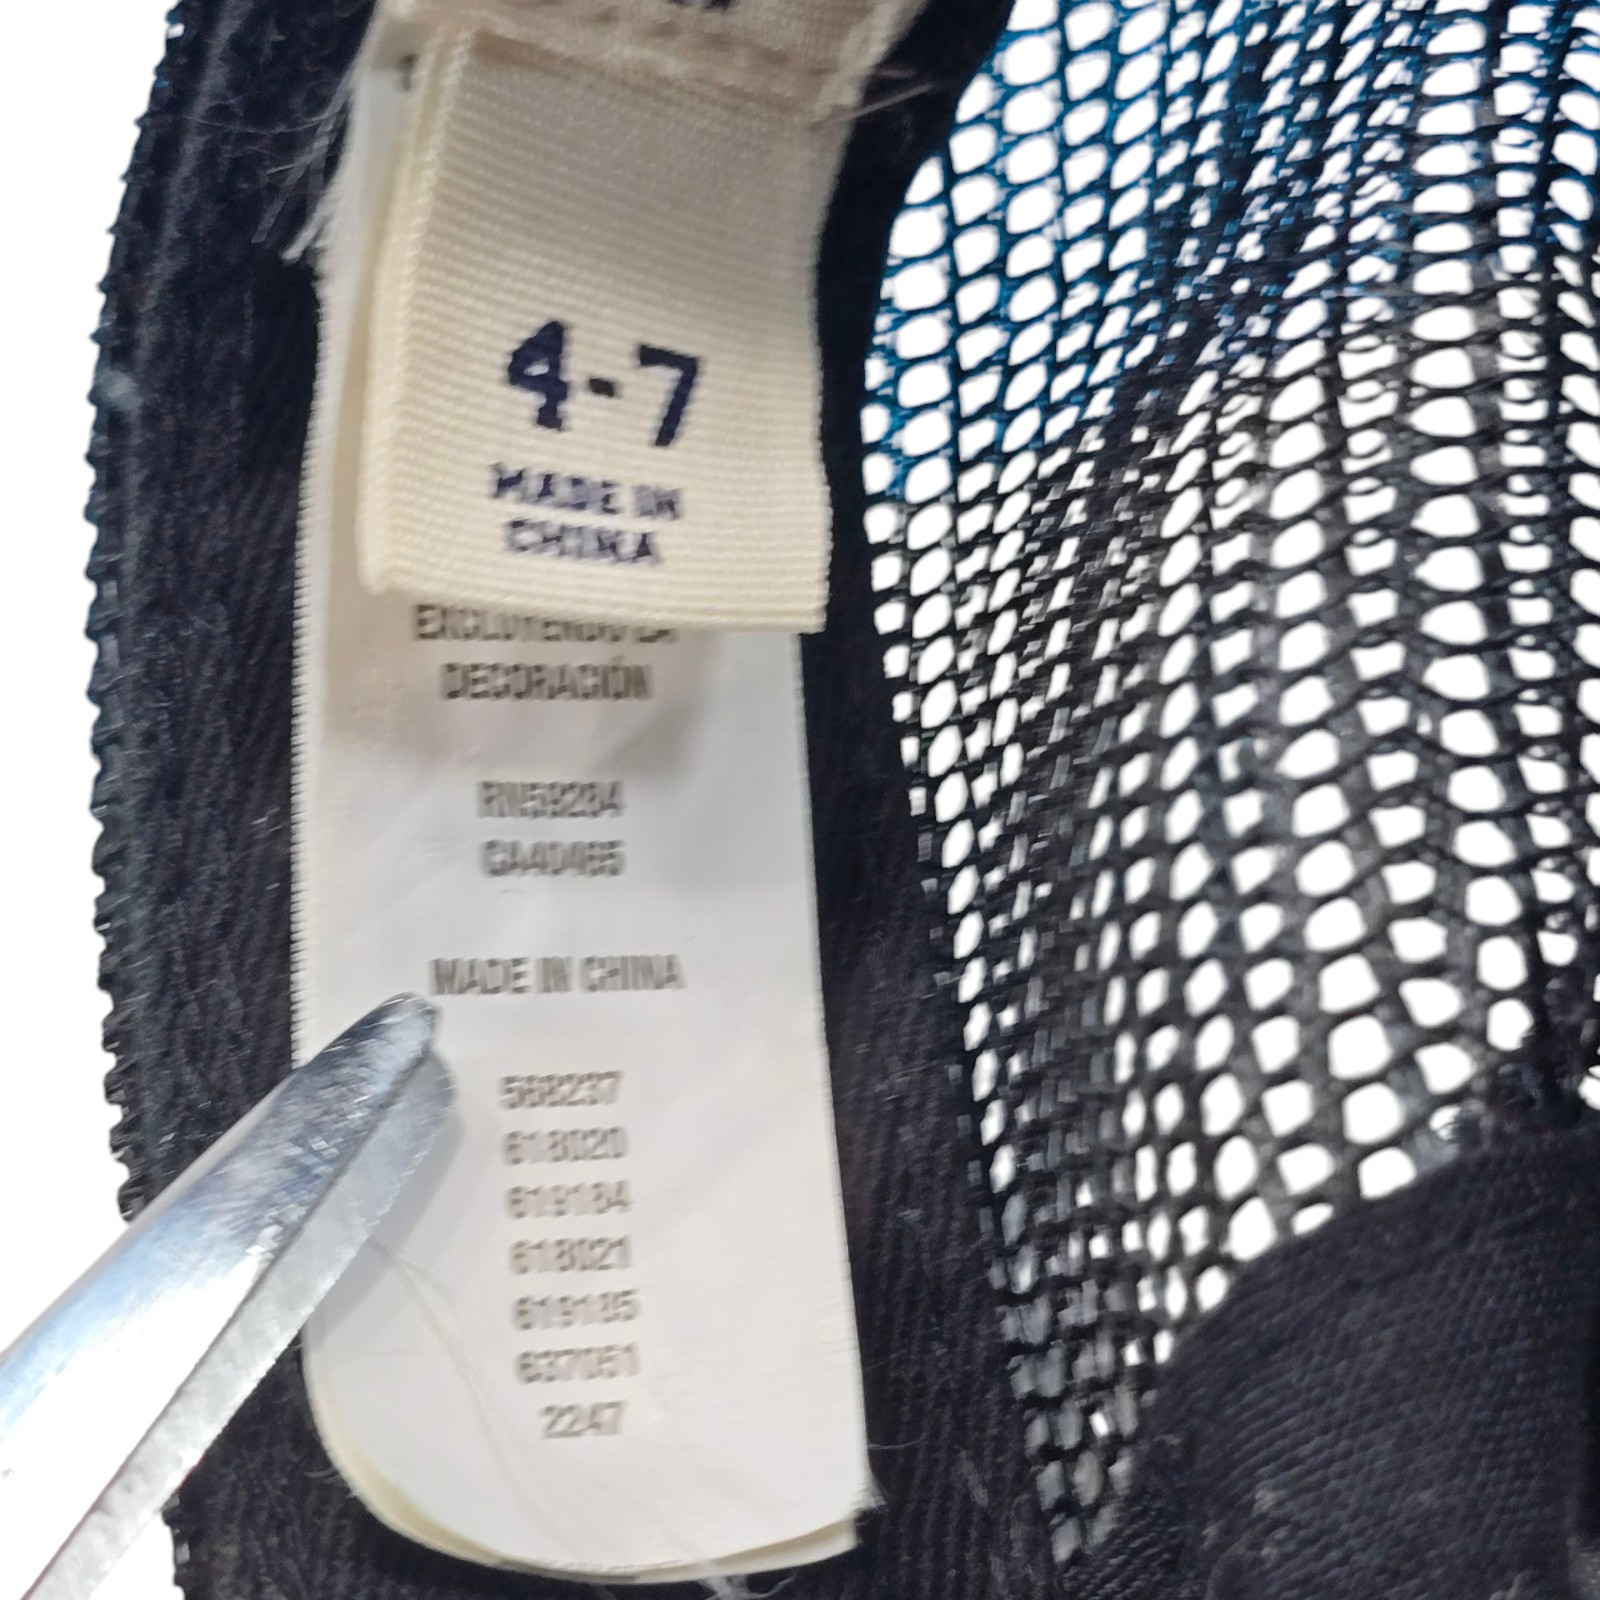 4-7
MADE IN
CHINA
EXCLUYENDO LA
DECORACIÓN
RN59284
CA40465
MADE IN CHINA
568237
618020
619184
618021
619185
637051
2247